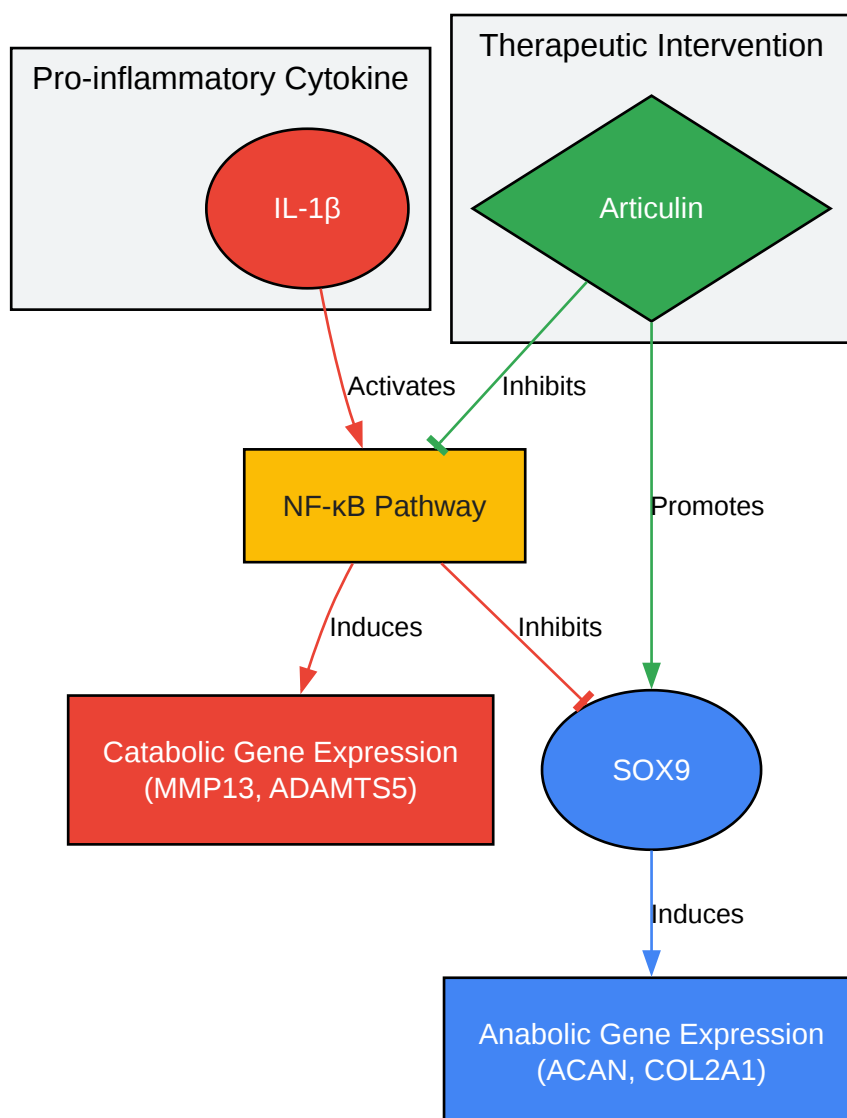 Therapeutic Intervention
Pro-inflammatory Cytokine
IL-1β
Articulin
Activates
Inhibits
NF-κB Pathway
Promotes
Induces
Inhibits
Catabolic Gene Expression
(MMP13, ADAMTS5)
SOX9
Induces
Anabolic Gene Expression
(ACAN, COL2A1)